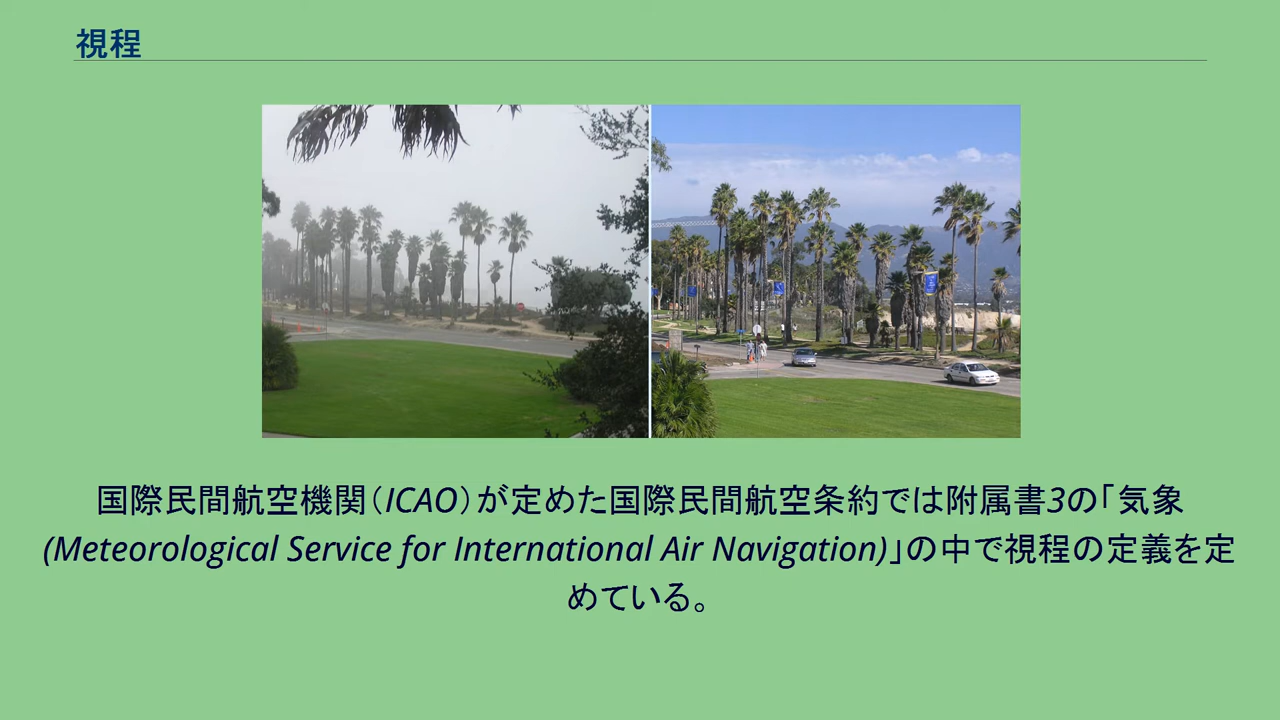 視程
国際民間航空機関（ICAO）が定めた国際民間航空条約では附属書3の「気象
(Meteorological Service for International Air Navigation)」の中で視程の定義を定
めている。